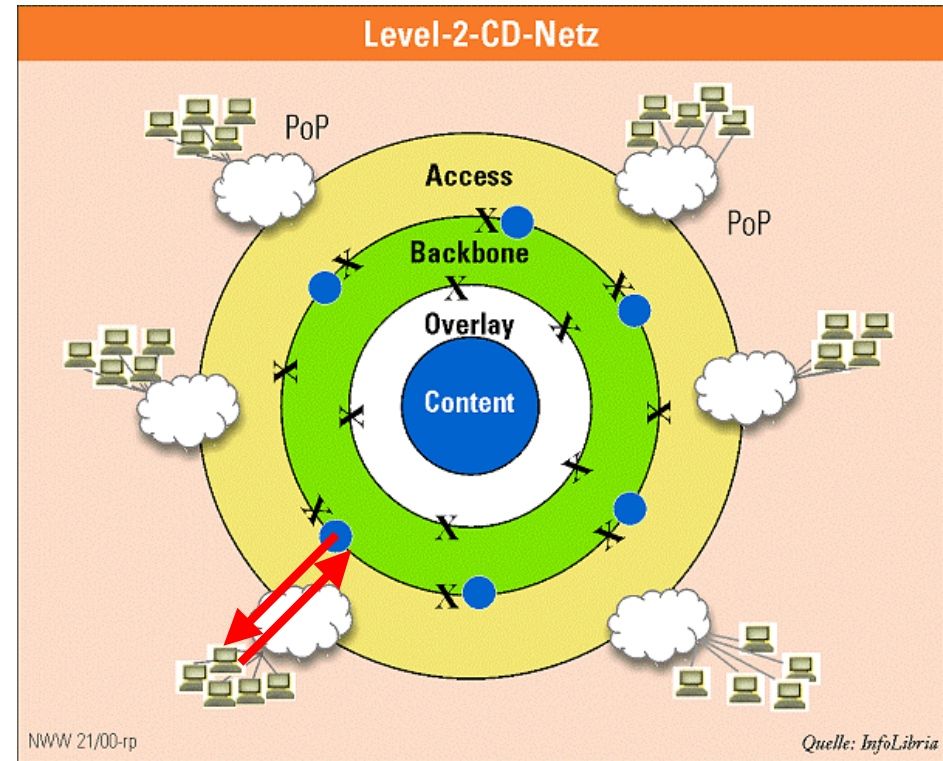 Level-2-CD-Netz
PoP
PoP
Access
X
Backbone
X
X
X
Overlay
X
Content
X
X
X
X
X
X
X
X
NWW 21/00-rp
Quelle: InfoLibria